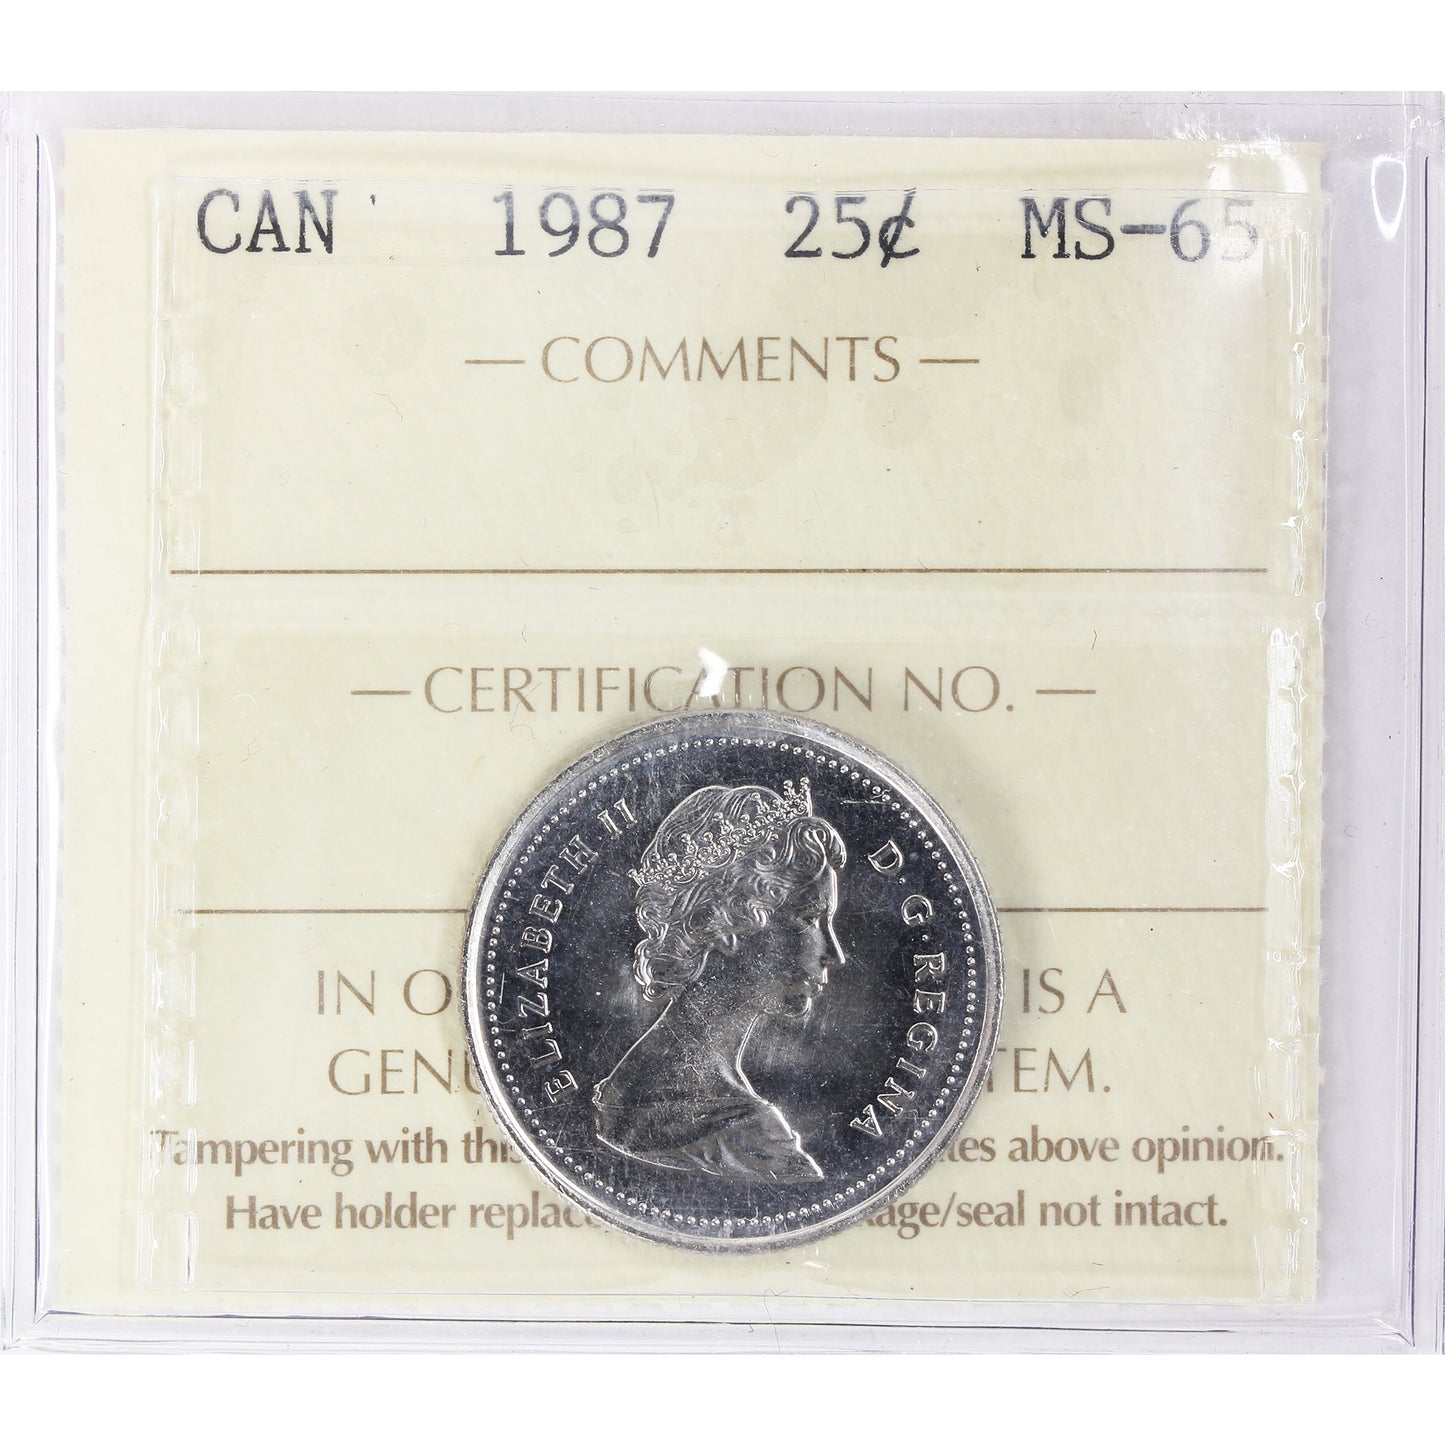 CAN 1987 25¢ MS-65
— COMMENTS —
— CERTIFICATION NO. —
ELIZABETH II D·G·REGINA
IN O IS A
GENU TEM.
Tampering with this tes above opinion.
Have holder replac kage/seal not intact.